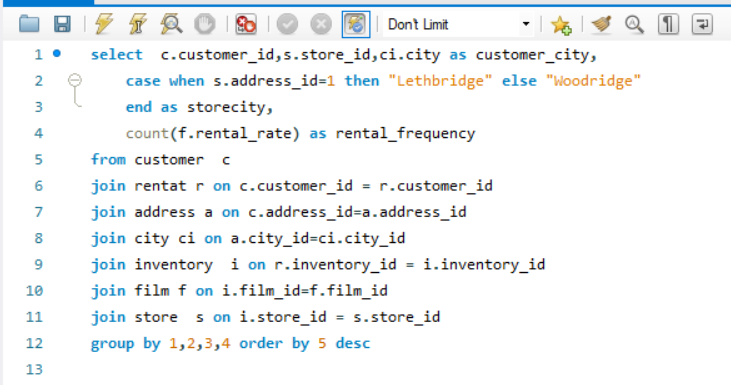 Don't Limit
1 select c.customer_id,s.store_id,ci.city as customer_city,
2 case when s.address_id=1 then "Lethbridge" else "Woodridge"
3 end as storecity,
4 count(f.rental_rate) as rental_frequency
5 from customer c
6 join rentat r on c.customer_id = r.customer_id
7 join address a on c.address_id=a.address_id
8 join city ci on a.city_id=ci.city_id
9 join inventory i on r.inventory_id = i.inventory_id
10 join film f on i.film_id=f.film_id
11 join store s on i.store_id = s.store_id
12 group by 1,2,3,4 order by 5 desc
13